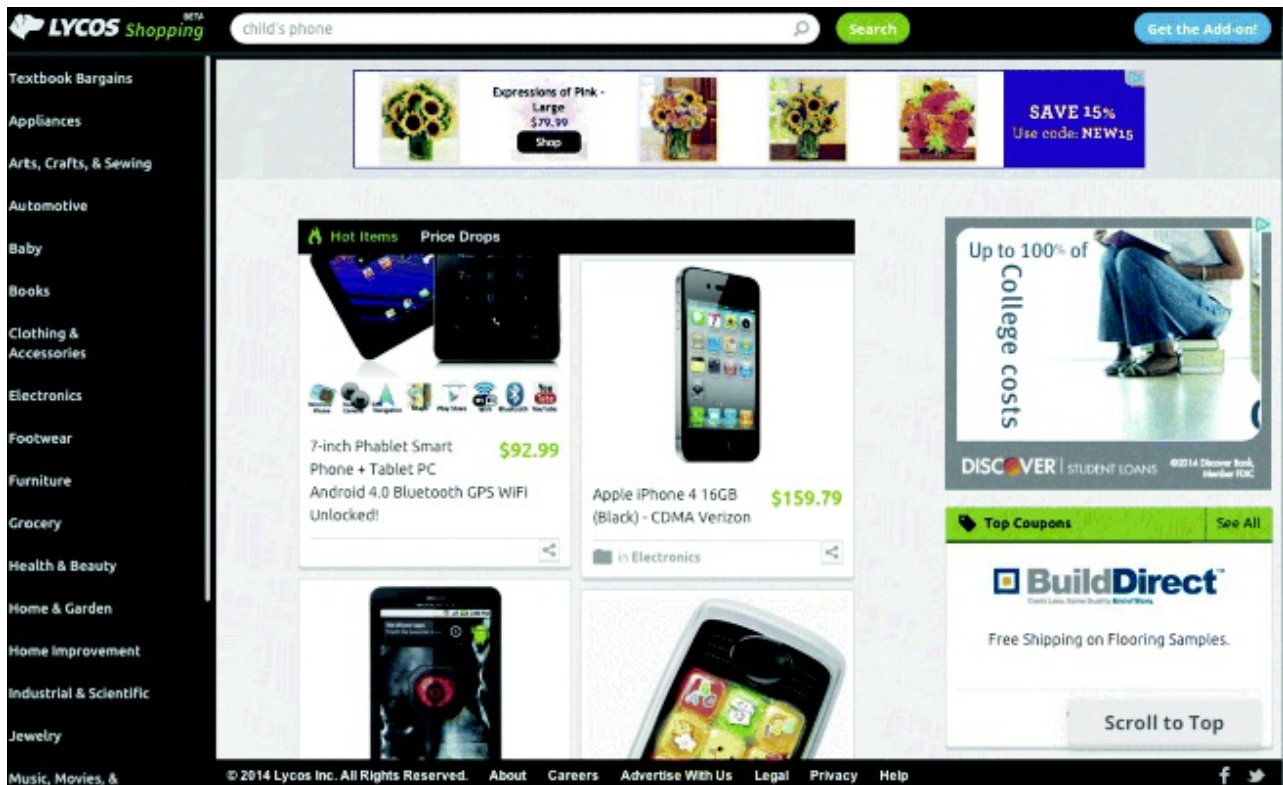 LYCOS Shopping BETA
child's phone
Search
Get the Add-on!
Textbook Bargains
Appliances
Arts, Crafts, & Sewing
Automotive
Baby
Books
Clothing &
Accessories
Electronics
Footwear
Furniture
Grocery
Health & Beauty
Home & Garden
Home Improvement
Industrial & Scientific
Jewelry
Music, Movies, &
Expressions of Pink -
Large
$79.99
Shop
SAVE 15%
Use code: NEW15
Hot Items Price Drops
7-inch Phablet Smart
Phone + Tablet PC
Android 4.0 Bluetooth GPS WiFi
Unlocked!
$92.99
Apple iPhone 4 16GB
(Black) - CDMA Verizon
$159.79
in Electronics
Up to 100% of
College costs
DISCOVER STUDENT LOANS
©2014 Discover Bank,
Member FDIC
Top Coupons See All
BuildDirect™
Free Shipping on Flooring Samples.
Scroll to Top
© 2014 Lycos Inc. All Rights Reserved. About Careers Advertise With Us Legal Privacy Help